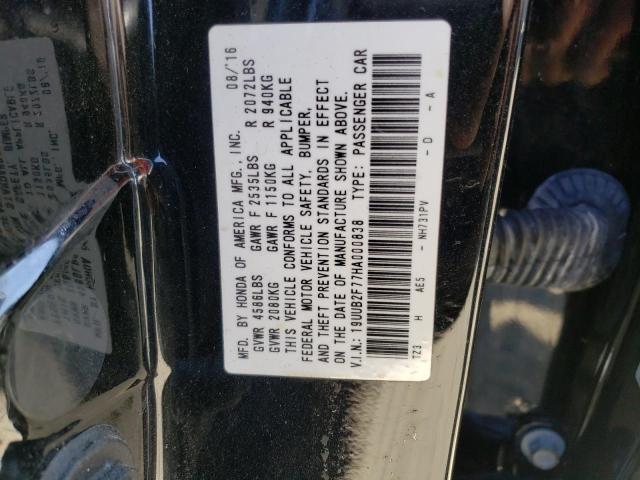 MFD. BY HONDA OF AMERICA MFG., INC. 08/'16
GVWR 4586LBS GAWR F 2535LBS R 2072LBS
GVWR 2080KG GAWR F 1150KG R 940KG
THIS VEHICLE CONFORMS TO ALL APPLICABLE
FEDERAL MOTOR VEHICLE SAFETY, BUMPER,
AND THEFT PREVENTION STANDARDS IN EFFECT
ON THE DATE OF MANUFACTURE SHOWN ABOVE.
V.I.N.: 19UUB2F77HA000838 TYPE: PASSENGER CAR
TZ3 H AE5 - NH731PV - D - A